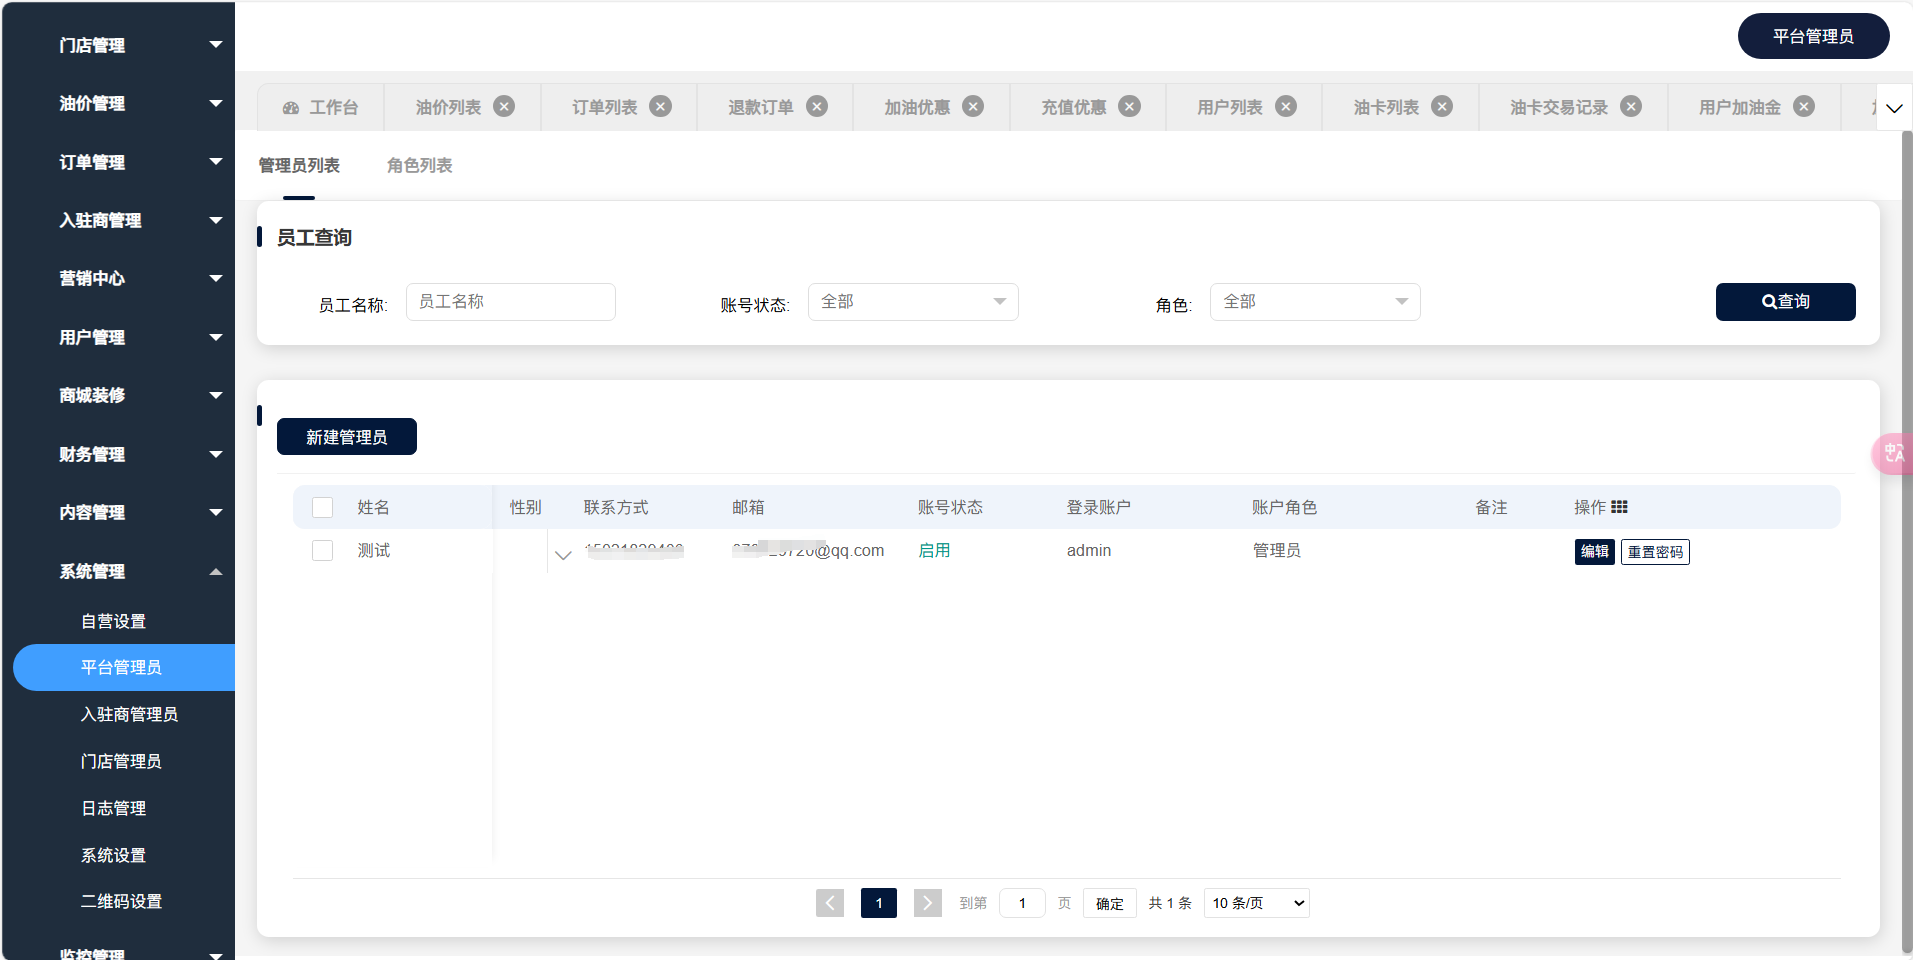 平台管理员
门店管理
油价管理
订单管理
入驻商管理
营销中心
用户管理
商城装修
财务管理
内容管理
系统管理
自营设置
平台管理员
入驻商管理员
门店管理员
日志管理
系统设置
二维码设置
监控管理
工作台 油价列表 订单列表 退款订单 加油优惠 充值优惠 用户列表 油卡列表 油卡交易记录 用户加油金
管理员列表 角色列表
员工查询
员工名称: 员工名称 账号状态: 全部 角色: 全部 查询
新建管理员
姓名 性别 联系方式 邮箱 账号状态 登录账户 账户角色 备注 操作
测试 @qq.com 启用 admin 管理员 编辑 重置密码
1 到第 1 页 确定 共 1 条 10 条/页